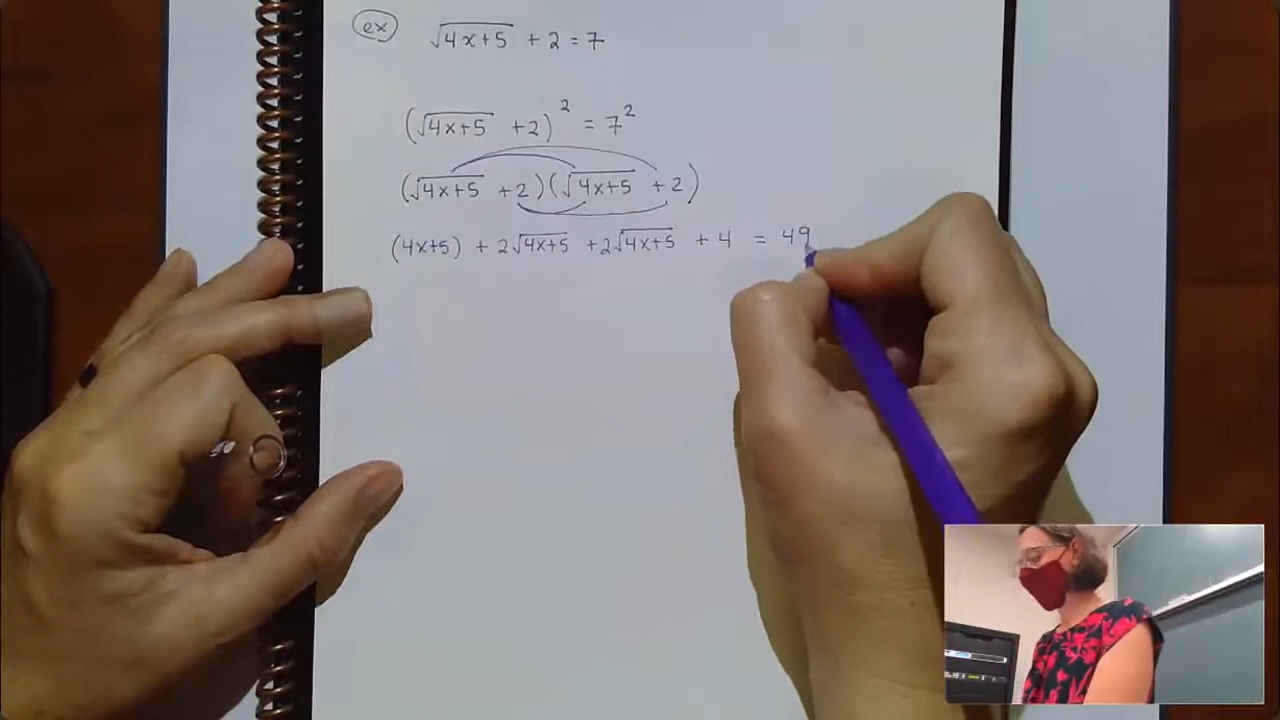 ex √4x+5 + 2 = 7
(√4x+5 + 2)² = 7²
(√4x+5 + 2)(√4x+5 + 2)
(4x+5) + 2√4x+5 + 2√4x+5 + 4 = 49